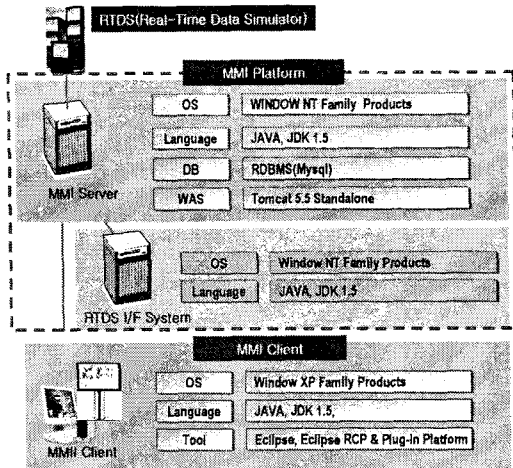 RTDS(Real-Time Data Simulator)
MMI Platform
OS WINDOW NT Family Products
Language JAVA, JDK 1.5
DB RDBMS(Mysql)
WAS Tomcat 5.5 Standalone
MMI Server
OS Window NT Family Products
Language JAVA, JDK 1.5
RTDS I/F System
MMI Client
OS Window XP Family Products
Language JAVA, JDK 1.5,
Tool Eclipse, Eclipse RCP & Plug-in Platform
MMII Client